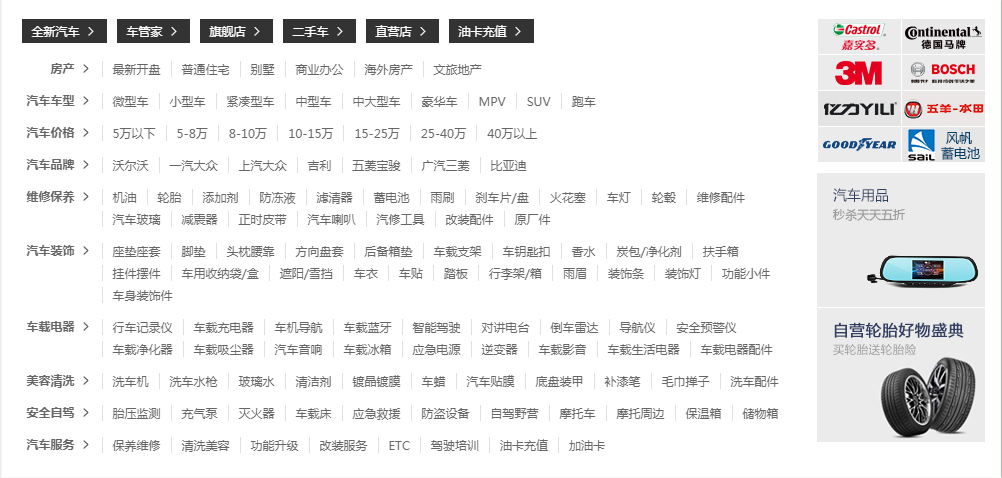 全新汽车 > 车管家 > 旗舰店 > 二手车 > 直营店 > 油卡充值 >
房产 > 最新开盘 普通住宅 别墅 商业办公 海外房产 文旅地产
汽车车型 > 微型车 小型车 紧凑型车 中型车 中大型车 豪华车 MPV SUV 跑车
汽车价格 > 5万以下 5-8万 8-10万 10-15万 15-25万 25-40万 40万以上
汽车品牌 > 沃尔沃 一汽大众 上汽大众 吉利 五菱宝骏 广汽三菱 比亚迪
维修保养 > 机油 轮胎 添加剂 防冻液 滤清器 蓄电池 雨刷 刹车片/盘 火花塞 车灯 轮毂 维修配件
汽车玻璃 减震器 正时皮带 汽车喇叭 汽修工具 改装配件 原厂件
汽车装饰 > 座垫座套 脚垫 头枕腰靠 方向盘套 后备箱垫 车载支架 车钥匙扣 香水 炭包/净化剂 扶手箱
挂件摆件 车用收纳袋/盒 遮阳/雪挡 车衣 车贴 踏板 行李架/箱 雨眉 装饰条 装饰灯 功能小件
车身装饰件
车载电器 > 行车记录仪 车载充电器 车机导航 车载蓝牙 智能驾驶 对讲电台 倒车雷达 导航仪 安全预警仪
车载净化器 车载吸尘器 汽车音响 车载冰箱 应急电源 逆变器 车载影音 车载生活电器 车载电器配件
美容清洗 > 洗车机 洗车水枪 玻璃水 清洁剂 镀晶镀膜 车蜡 汽车贴膜 底盘装甲 补漆笔 毛巾掸子 洗车配件
安全自驾 > 胎压监测 充气泵 灭火器 车载床 应急救援 防盗设备 自驾野营 摩托车 摩托周边 保温箱 储物箱
汽车服务 > 保养维修 清洗美容 功能升级 改装服务 ETC 驾驶培训 油卡充值 加油卡
Castrol
嘉实多
Continental
德国马牌
3M
BOSCH
亿力YILI
五羊-本田
GOODYEAR
SAIL
风帆
蓄电池
汽车用品
秒杀天天五折
自营轮胎好物盛典
买轮胎送轮胎险